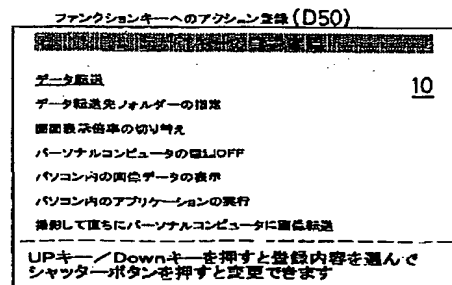 ファンクションキーへのアクション登録(D50)
データ転送
10
データ転送先フォルダーの指定
画面表示倍率の切り替え
パーソナルコンピュータの電源OFF
パソコン内の画像データの表示
パソコン内のアプリケーションの実行
撮影して直ちにパーソナルコンピュータに画像転送
UPキー/Downキーを押すと登録内容を選んで
シャッターボタンを押すと変更できます